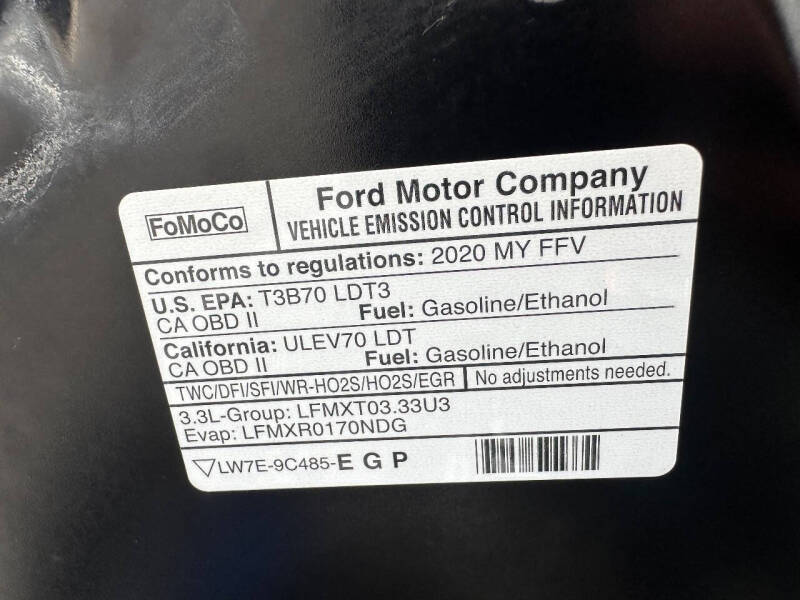 FoMoCo
Ford Motor Company
VEHICLE EMISSION CONTROL INFORMATION
Conforms to regulations: 2020 MY FFV
U.S. EPA: T3B70 LDT3
CA OBD II Fuel: Gasoline/Ethanol
California: ULEV70 LDT
CA OBD II Fuel: Gasoline/Ethanol
TWC/DFI/SFI/WR-HO2S/HO2S/EGR No adjustments needed.
3.3L-Group: LFMXT03.33U3
Evap: LFMXR0170NDG
LW7E-9C485-E G P